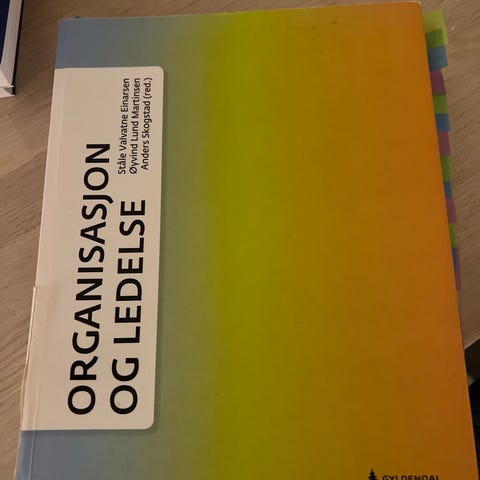 Ståle Valvatne Einarsen
Øyvind Lund Martinsen
Anders Skogstad (red.)
ORGANISASJON
OG LEDELSE
GYLDENDAL